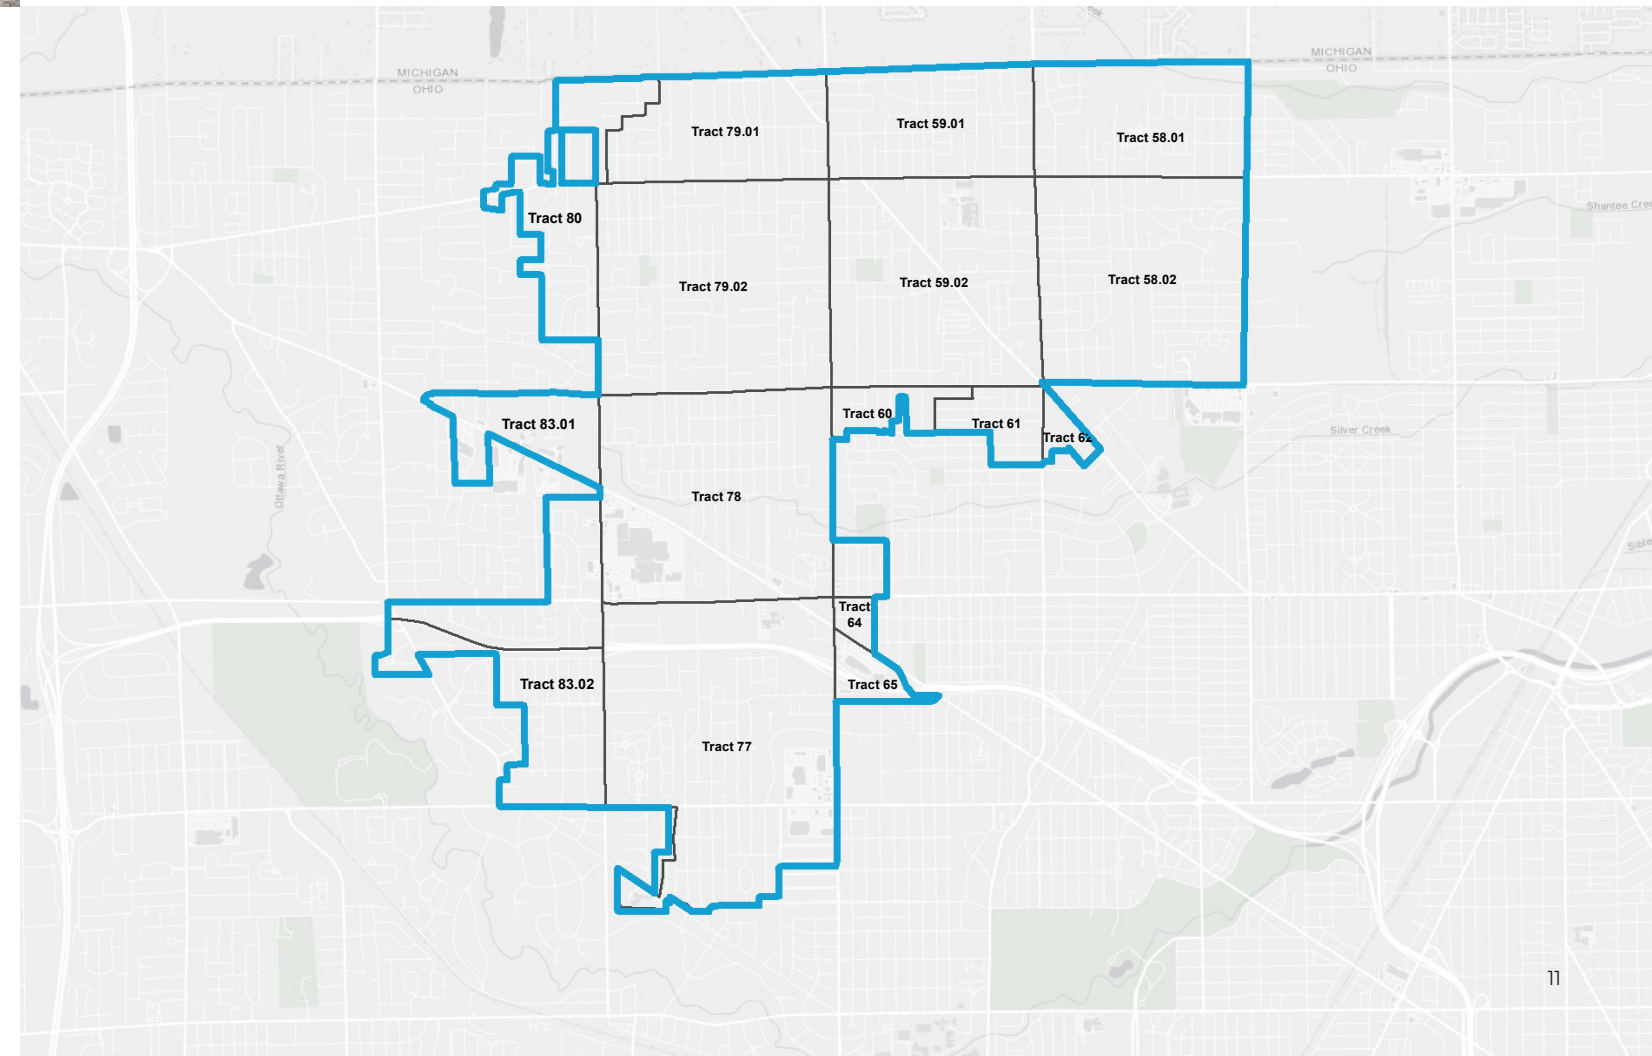 MICHIGAN
OHIO
MICHIGAN
OHIO
Tract 79.01
Tract 59.01
Tract 58.01
Shantee Cree
Tract 80
Tract 79.02
Tract 59.02
Tract 58.02
Tract 83.01
Tract 60
Tract 61
Tract 62
Silver Creek
Ottawa River
Tract 78
Sible
Tract
64
Tract 83.02
Tract 65
Tract 77
11